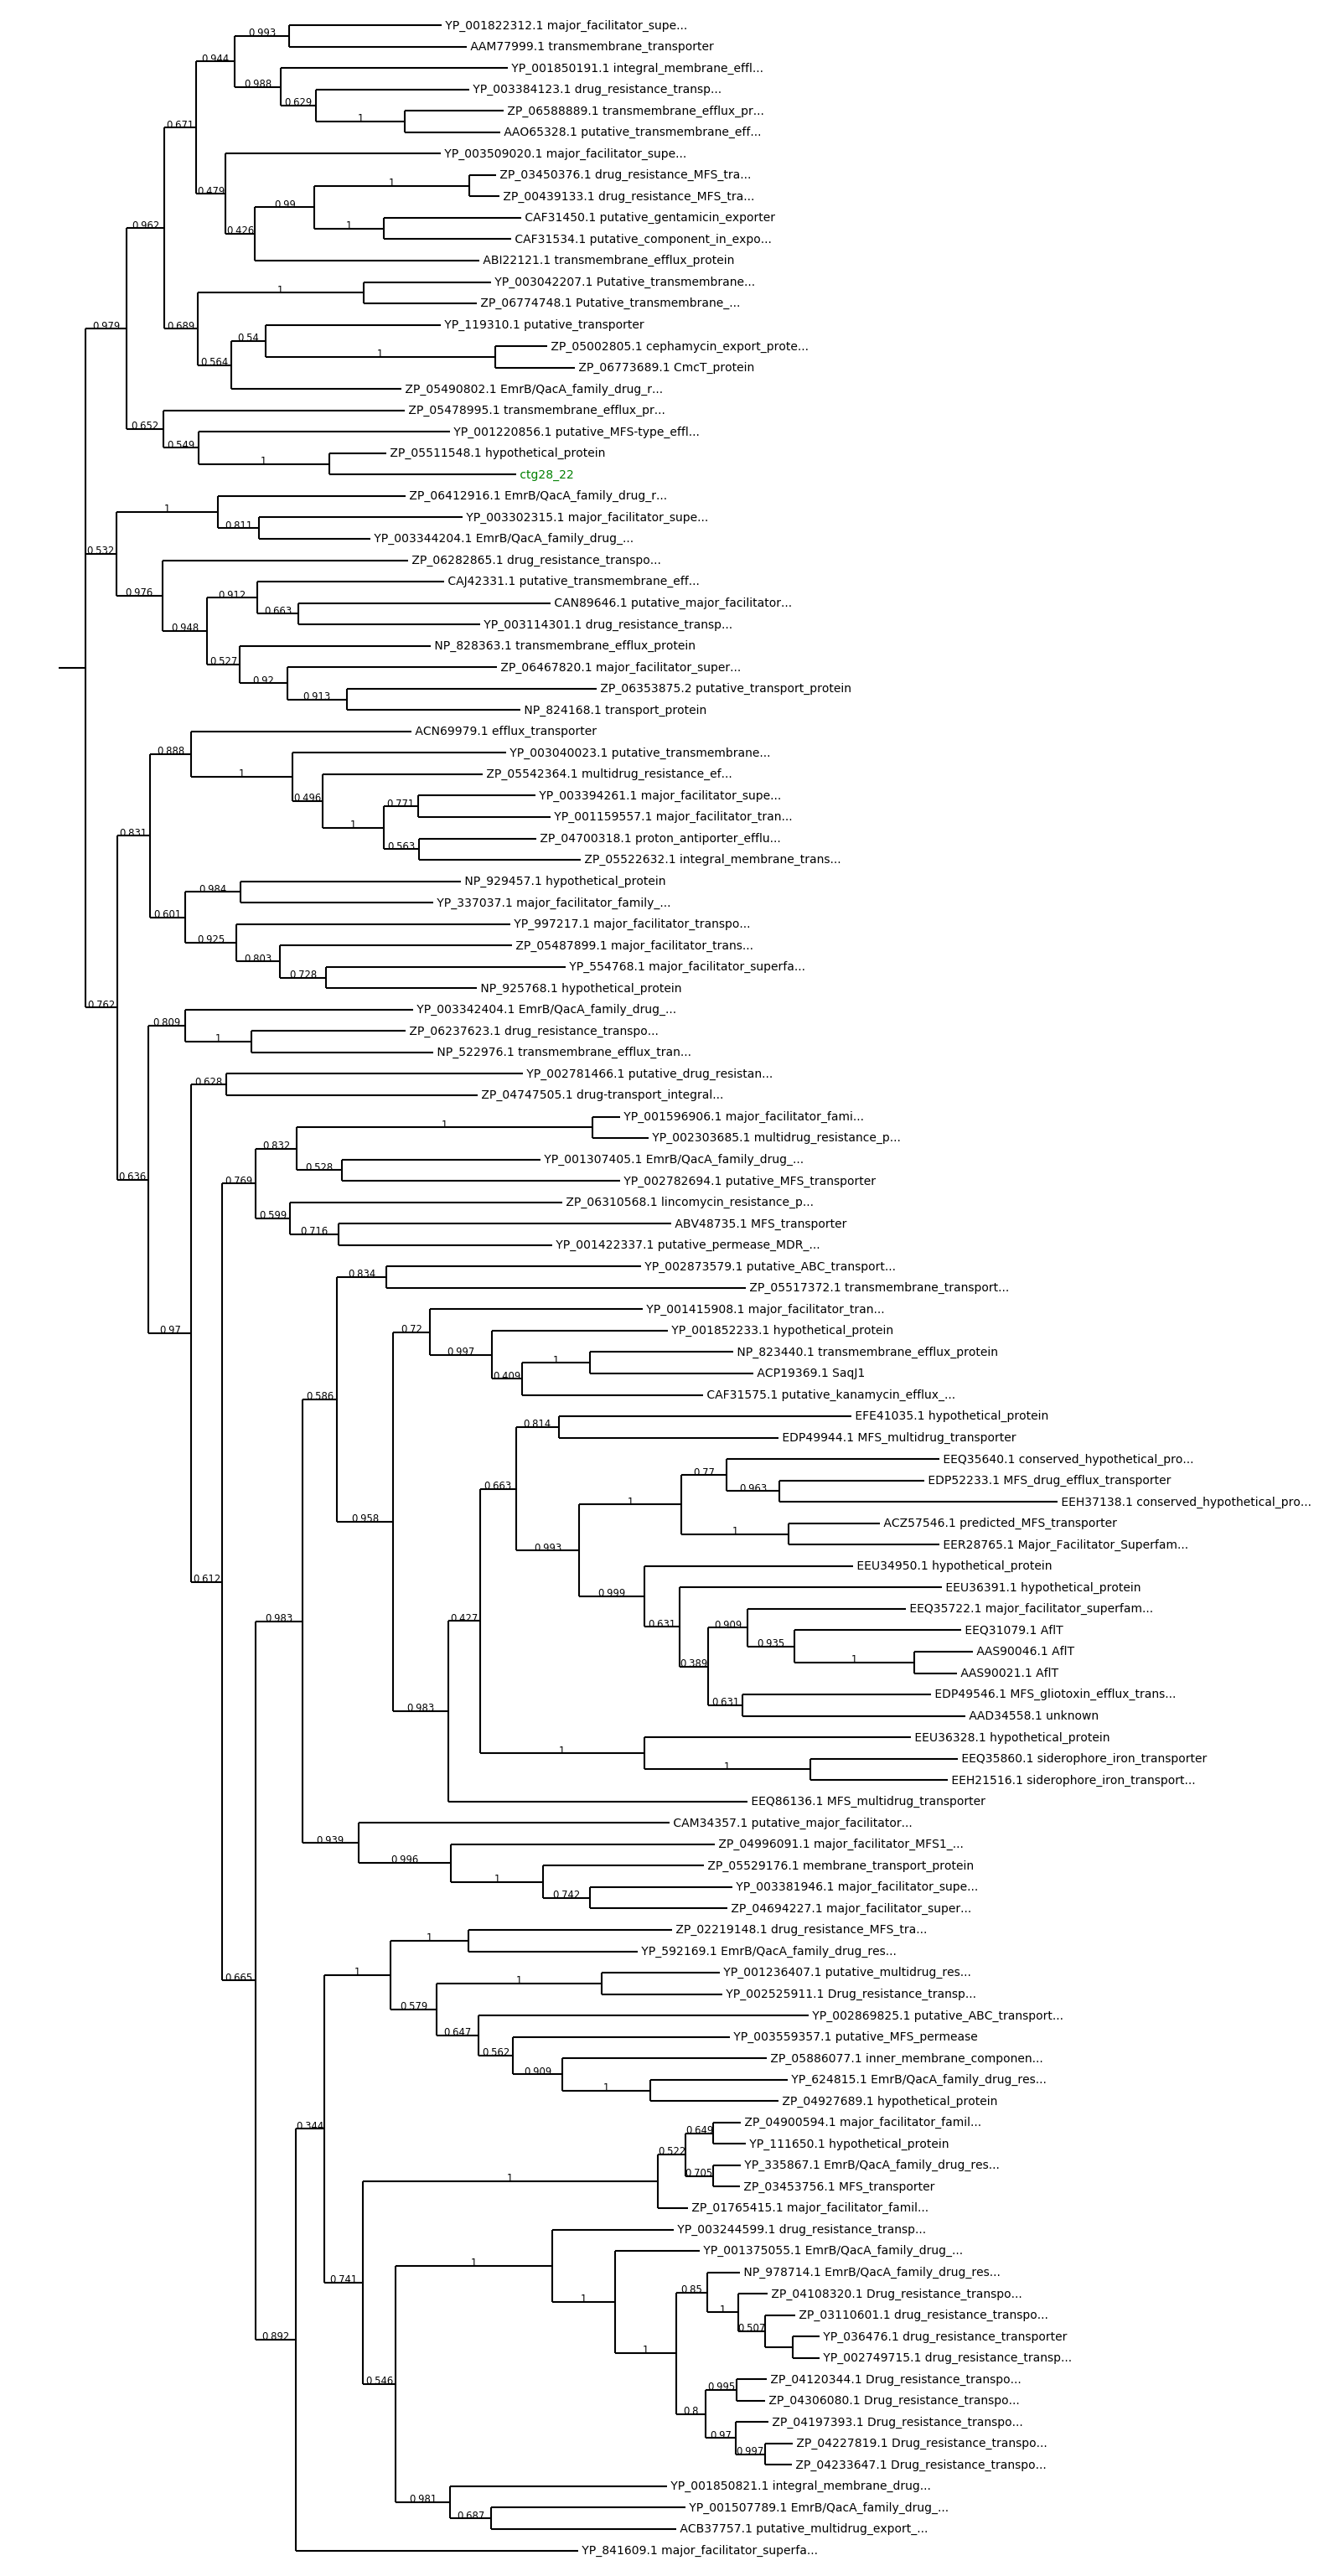 YP_001822312.1 major_facilitator_supe...
0.993
AAM77999.1 transmembrane_transporter
0.944
YP_001850191.1 integral_membrane_effl...
0.988
YP_003384123.1 drug_resistance_transp...
0.629
ZP_06588889.1 transmembrane_efflux_pr...
1
AAO65328.1 putative_transmembrane_eff...
0.671
YP_003509020.1 major_facilitator_supe...
0.479
ZP_03450376.1 drug_resistance_MFS_tra...
1
ZP_00439133.1 drug_resistance_MFS_tra...
0.99
CAF31450.1 putative_gentamicin_exporter
1
CAF31534.1 putative_component_in_expo...
0.426
ABI22121.1 transmembrane_efflux_protein
0.962
YP_003042207.1 Putative_transmembrane...
1
ZP_06774748.1 Putative_transmembrane_...
0.689
YP_119310.1 putative_transporter
0.54
ZP_05002805.1 cephamycin_export_prote...
1
ZP_06773689.1 CmcT_protein
0.564
ZP_05490802.1 EmrB/QacA_family_drug_r...
0.979
ZP_05478995.1 transmembrane_efflux_pr...
0.652
YP_001220856.1 putative_MFS-type_effl...
0.549
ZP_05511548.1 hypothetical_protein
1
ctg28_22
ZP_06412916.1 EmrB/QacA_family_drug_r...
1
YP_003302315.1 major_facilitator_supe...
0.811
YP_003344204.1 EmrB/QacA_family_drug_...
0.532
ZP_06282865.1 drug_resistance_transpo...
0.976
CAJ42331.1 putative_transmembrane_eff...
0.912
CAN89646.1 putative_major_facilitator...
0.663
YP_003114301.1 drug_resistance_transp...
0.948
NP_828363.1 transmembrane_efflux_protein
0.527
ZP_06467820.1 major_facilitator_super...
0.92
ZP_06353875.2 putative_transport_protein
0.913
NP_824168.1 transport_protein
ACN69979.1 efflux_transporter
0.888
YP_003040023.1 putative_transmembrane...
1
ZP_05542364.1 multidrug_resistance_ef...
0.496
YP_003394261.1 major_facilitator_supe...
0.771
YP_001159557.1 major_facilitator_tran...
1
ZP_04700318.1 proton_antiporter_efflu...
0.563
ZP_05522632.1 integral_membrane_trans...
0.831
NP_929457.1 hypothetical_protein
0.984
YP_337037.1 major_facilitator_family_...
0.601
YP_997217.1 major_facilitator_transpo...
0.925
ZP_05487899.1 major_facilitator_trans...
0.803
YP_554768.1 major_facilitator_superfa...
0.728
NP_925768.1 hypothetical_protein
0.762
YP_003342404.1 EmrB/QacA_family_drug_...
0.809
ZP_06237623.1 drug_resistance_transpo...
1
NP_522976.1 transmembrane_efflux_tran...
0.636
YP_002781466.1 putative_drug_resistan...
0.628
ZP_04747505.1 drug-transport_integral...
0.97
YP_001596906.1 major_facilitator_fami...
1
YP_002303685.1 multidrug_resistance_p...
0.832
YP_001307405.1 EmrB/QacA_family_drug_...
0.528
YP_002782694.1 putative_MFS_transporter
0.769
ZP_06310568.1 lincomycin_resistance_p...
0.599
ABV48735.1 MFS_transporter
0.716
YP_001422337.1 putative_permease_MDR_...
0.612
YP_002873579.1 putative_ABC_transport...
0.834
ZP_05517372.1 transmembrane_transport...
0.586
YP_001415908.1 major_facilitator_tran...
0.72
YP_001852233.1 hypothetical_protein
0.997
NP_823440.1 transmembrane_efflux_protein
1
ACP19369.1 SaqJ1
0.409
CAF31575.1 putative_kanamycin_efflux_...
0.958
EFE41035.1 hypothetical_protein
0.814
EDP49944.1 MFS_multidrug_transporter
0.663
EEQ35640.1 conserved_hypothetical_pro...
0.77
EDP52233.1 MFS_drug_efflux_transporter
0.963
EEH37138.1 conserved_hypothetical_pro...
1
ACZ57546.1 predicted_MFS_transporter
1
EER28765.1 Major_Facilitator_Superfam...
0.993
EEU34950.1 hypothetical_protein
0.999
EEU36391.1 hypothetical_protein
0.631
EEQ35722.1 major_facilitator_superfam...
0.909
EEQ31079.1 AflT
0.935
AAS90046.1 AflT
1
AAS90021.1 AflT
0.389
EDP49546.1 MFS_gliotoxin_efflux_trans...
0.631
AAD34558.1 unknown
0.427
EEU36328.1 hypothetical_protein
1
EEQ35860.1 siderophore_iron_transporter
1
EEH21516.1 siderophore_iron_transport...
0.983
EEQ86136.1 MFS_multidrug_transporter
0.983
CAM34357.1 putative_major_facilitator...
0.939
ZP_04996091.1 major_facilitator_MFS1_...
0.996
ZP_05529176.1 membrane_transport_protein
1
YP_003381946.1 major_facilitator_supe...
0.742
ZP_04694227.1 major_facilitator_super...
0.665
ZP_02219148.1 drug_resistance_MFS_tra...
1
YP_592169.1 EmrB/QacA_family_drug_res...
1
YP_001236407.1 putative_multidrug_res...
1
YP_002525911.1 Drug_resistance_transp...
0.579
YP_002869825.1 putative_ABC_transport...
0.647
YP_003559357.1 putative_MFS_permease
0.562
ZP_05886077.1 inner_membrane_componen...
0.909
YP_624815.1 EmrB/QacA_family_drug_res...
1
ZP_04927689.1 hypothetical_protein
0.344
ZP_04900594.1 major_facilitator_famil...
0.649
YP_111650.1 hypothetical_protein
0.522
YP_335867.1 EmrB/QacA_family_drug_res...
0.705
ZP_03453756.1 MFS_transporter
1
ZP_01765415.1 major_facilitator_famil...
0.741
YP_003244599.1 drug_resistance_transp...
1
YP_001375055.1 EmrB/QacA_family_drug_...
1
NP_978714.1 EmrB/QacA_family_drug_res...
0.85
ZP_04108320.1 Drug_resistance_transpo...
1
ZP_03110601.1 drug_resistance_transpo...
0.507
YP_036476.1 drug_resistance_transporter
YP_002749715.1 drug_resistance_transp...
1
ZP_04120344.1 Drug_resistance_transpo...
0.995
ZP_04306080.1 Drug_resistance_transpo...
0.8
ZP_04197393.1 Drug_resistance_transpo...
0.97
ZP_04227819.1 Drug_resistance_transpo...
0.997
ZP_04233647.1 Drug_resistance_transpo...
0.546
YP_001850821.1 integral_membrane_drug...
0.981
YP_001507789.1 EmrB/QacA_family_drug_...
0.687
ACB37757.1 putative_multidrug_export_...
0.892
YP_841609.1 major_facilitator_superfa...